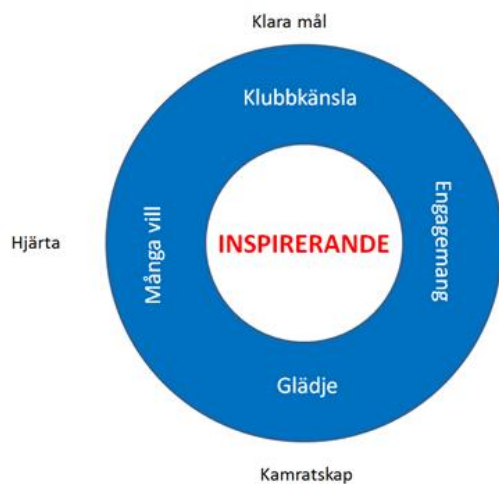 Klara mål
Klubbkänsla
Engagemang
Många vill
Hjärta
INSPIRERANDE
Glädje
Kamratskap